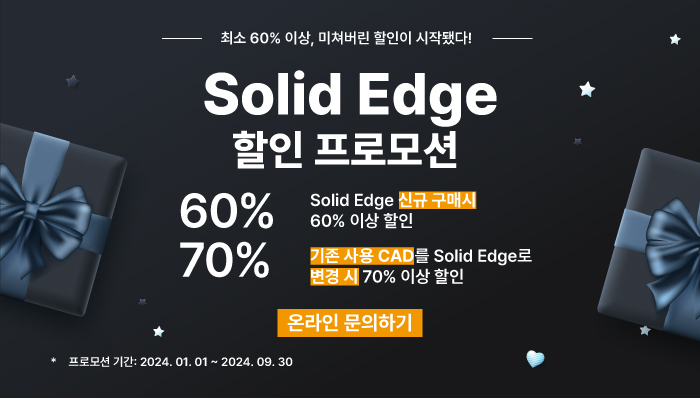 최소 60% 이상, 미쳐버린 할인이 시작됐다!
Solid Edge
할인 프로모션
60%
Solid Edge 신규 구매시
60% 이상 할인
70%
기존 사용 CAD를 Solid Edge로
변경 시 70% 이상 할인
온라인 문의하기
* 프로모션 기간: 2024. 01. 01 ~ 2024. 09. 30